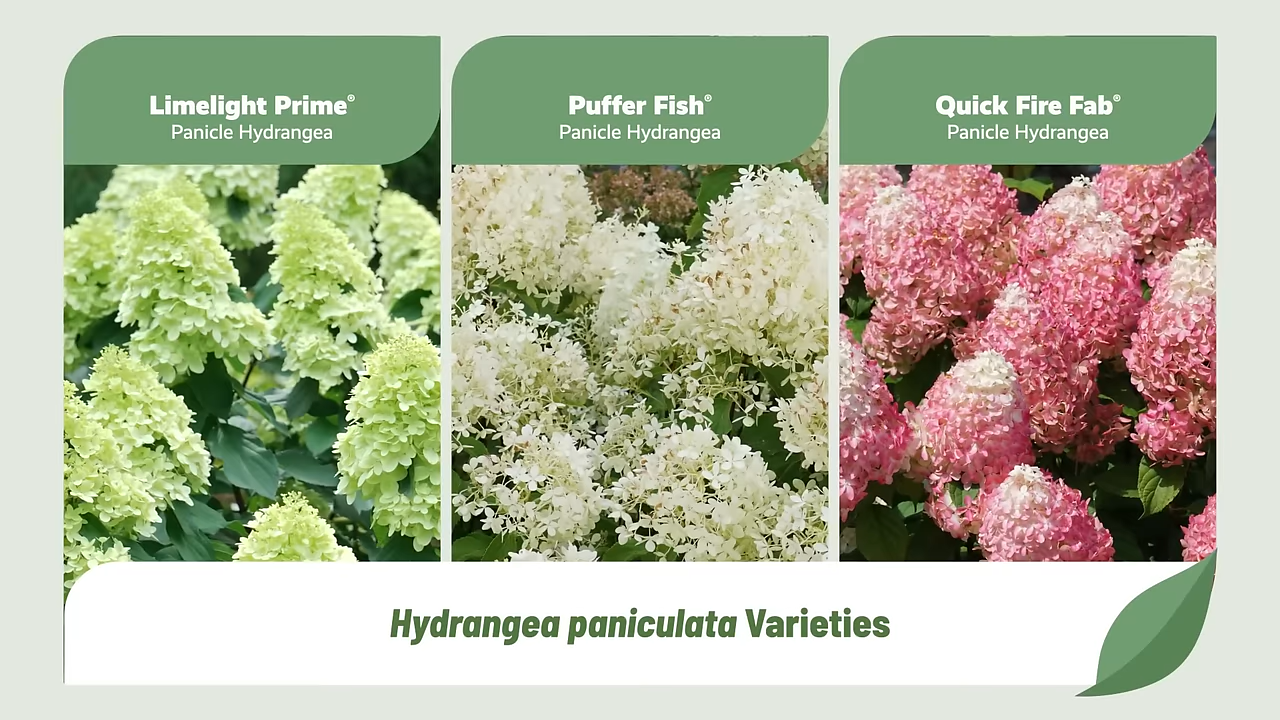 Limelight Prime®
Panicle Hydrangea
Puffer Fish®
Panicle Hydrangea
Quick Fire Fab®
Panicle Hydrangea
Hydrangea paniculata Varieties